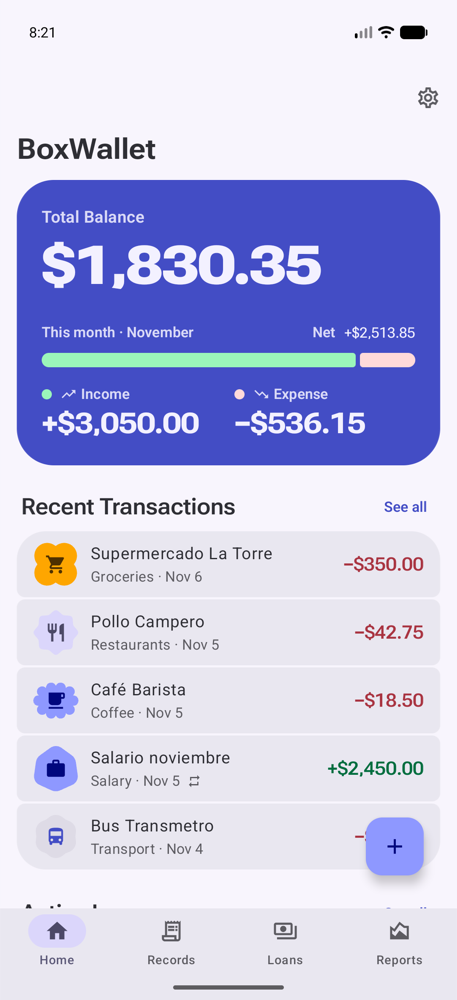 8:21
BoxWallet
Total Balance
$1,830.35
This month · November
Net +$2,513.85
Income
Expense
+$3,050.00
−$536.15
Recent Transactions
See all
Supermercado La Torre
Groceries · Nov 6
−$350.00
Pollo Campero
Restaurants · Nov 5
−$42.75
Café Barista
Coffee · Nov 5
−$18.50
Salario noviembre
Salary · Nov 5
+$2,450.00
Bus Transmetro
Transport · Nov 4
Home
Records
Loans
Reports